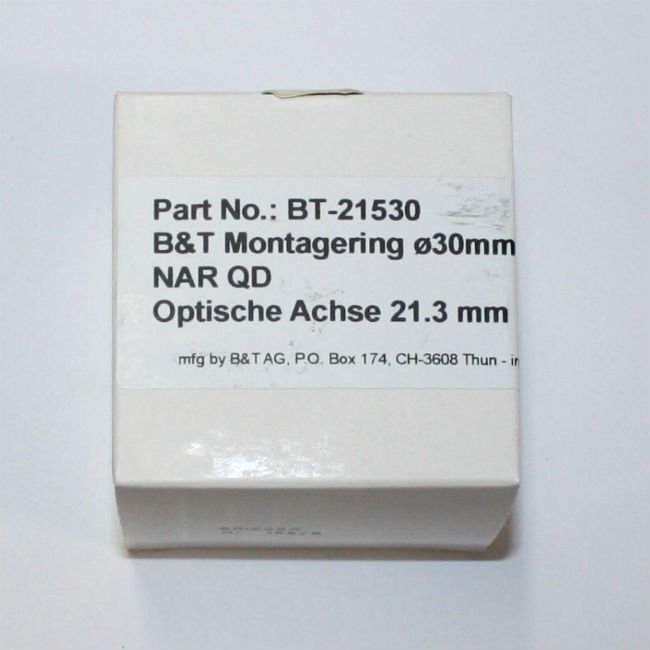 Part No.: BT-21530
B&T Montagering ø30mm
NAR QD
Optische Achse 21.3 mm
mfg by B&T AG, P.O. Box 174, CH-3608 Thun -